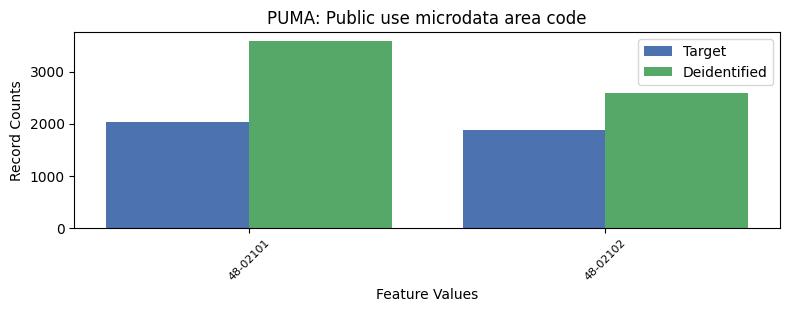 PUMA: Public use microdata area code
Target
Deidentified
Record Counts
3000
2000
1000
0
48-02101
48-02102
Feature Values